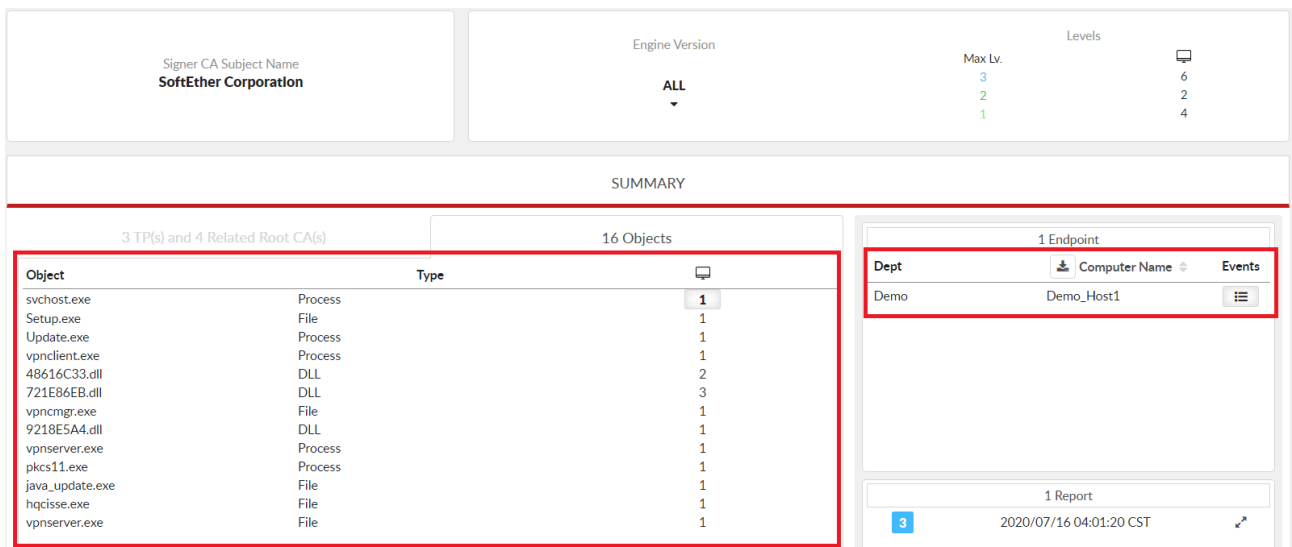 Signer CA Subject Name
SoftEther Corporation
Engine Version
ALL
Levels
Max Lv.
3 6
2 2
1 4
SUMMARY
3 TP(s) and 4 Related Root CA(s) 16 Objects
Object Type
svchost.exe Process 1
Setup.exe File 1
Update.exe Process 1
vpnclient.exe Process 1
48616C33.dll DLL 2
721E86EB.dll DLL 3
vpncmgr.exe File 1
9218E5A4.dll DLL 1
vpnserver.exe Process 1
pkcs11.exe Process 1
java_update.exe File 1
hqcisse.exe File 1
vpnserver.exe File 1
1 Endpoint
Dept Computer Name Events
Demo Demo_Host1
1 Report
3 2020/07/16 04:01:20 CST